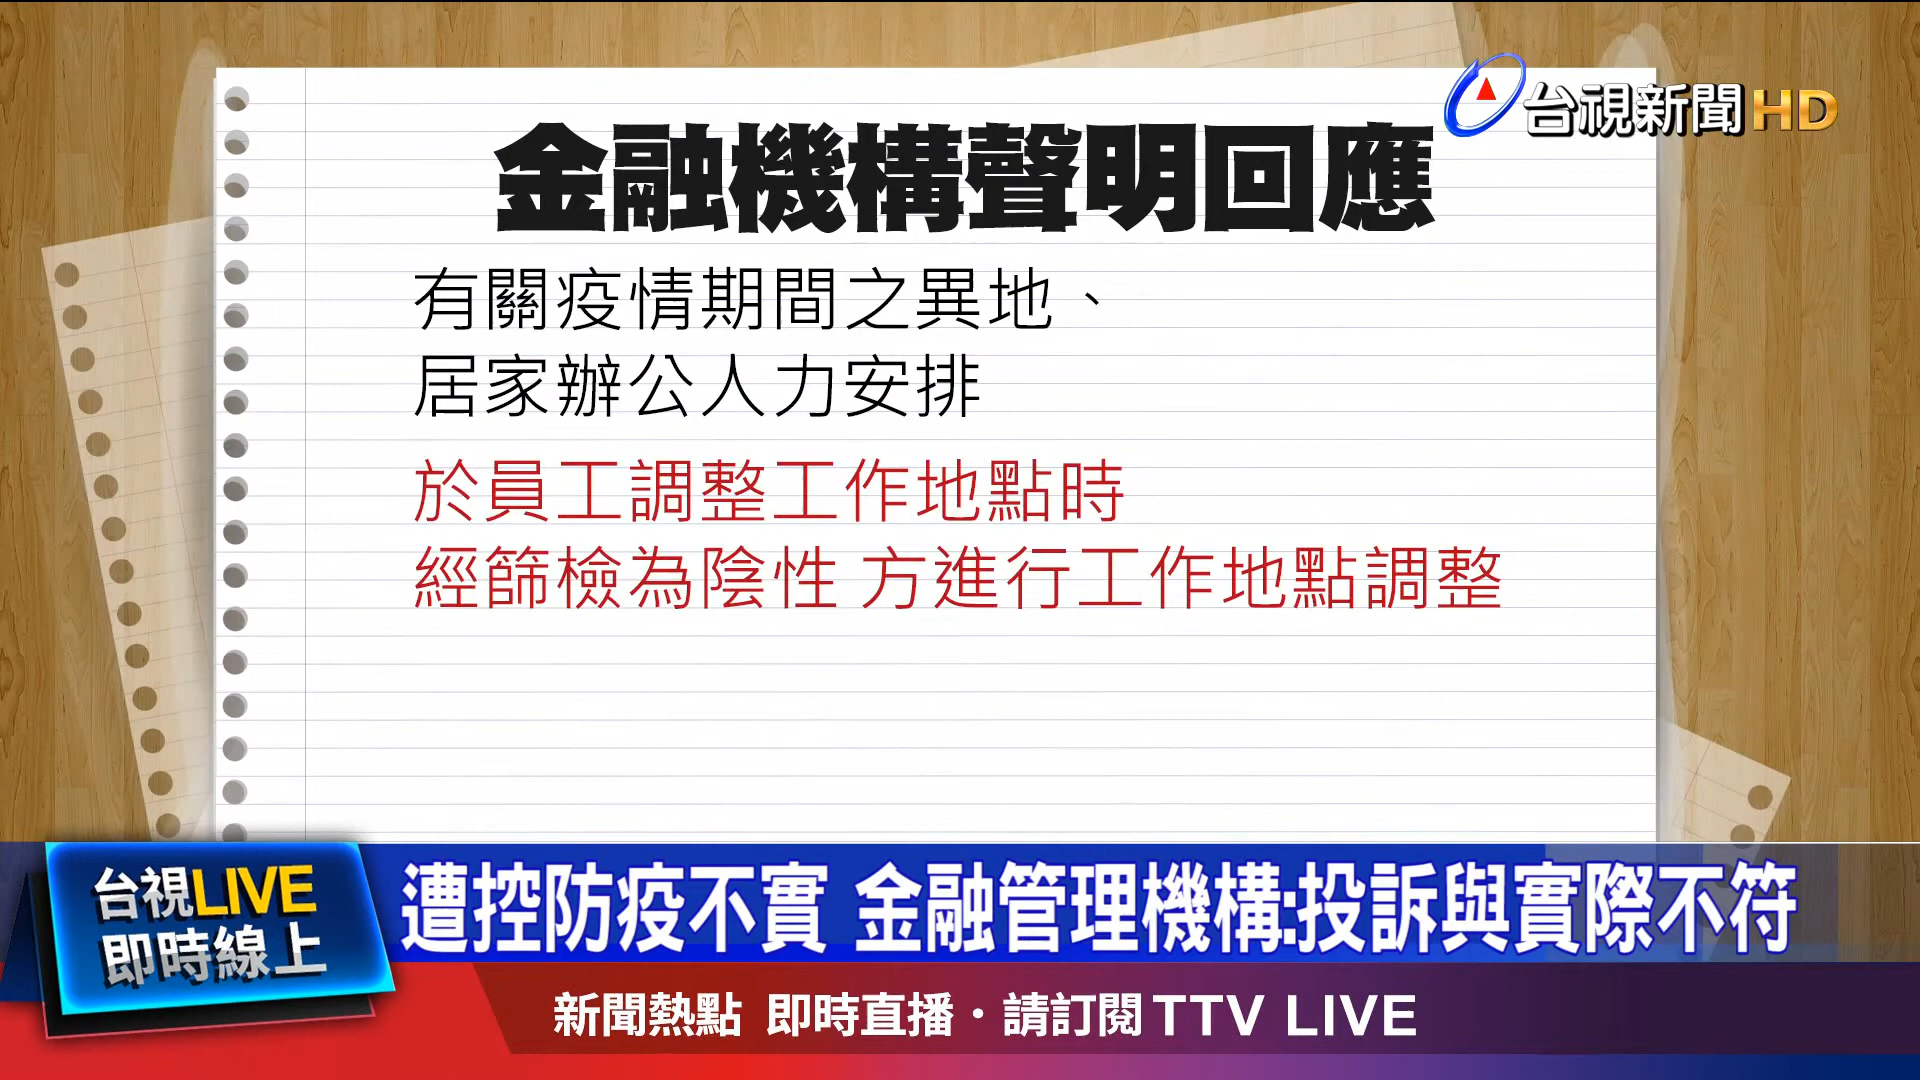 台視新聞HD
金融機構聲明回應
有關疫情期間之異地、
居家辦公人力安排
於員工調整工作地點時
經篩檢為陰性 方進行工作地點調整
台視LIVE
即時線上
遭控防疫不實 金融管理機構:投訴與實際不符
新聞熱點 即時直播・請訂閱TTV LIVE